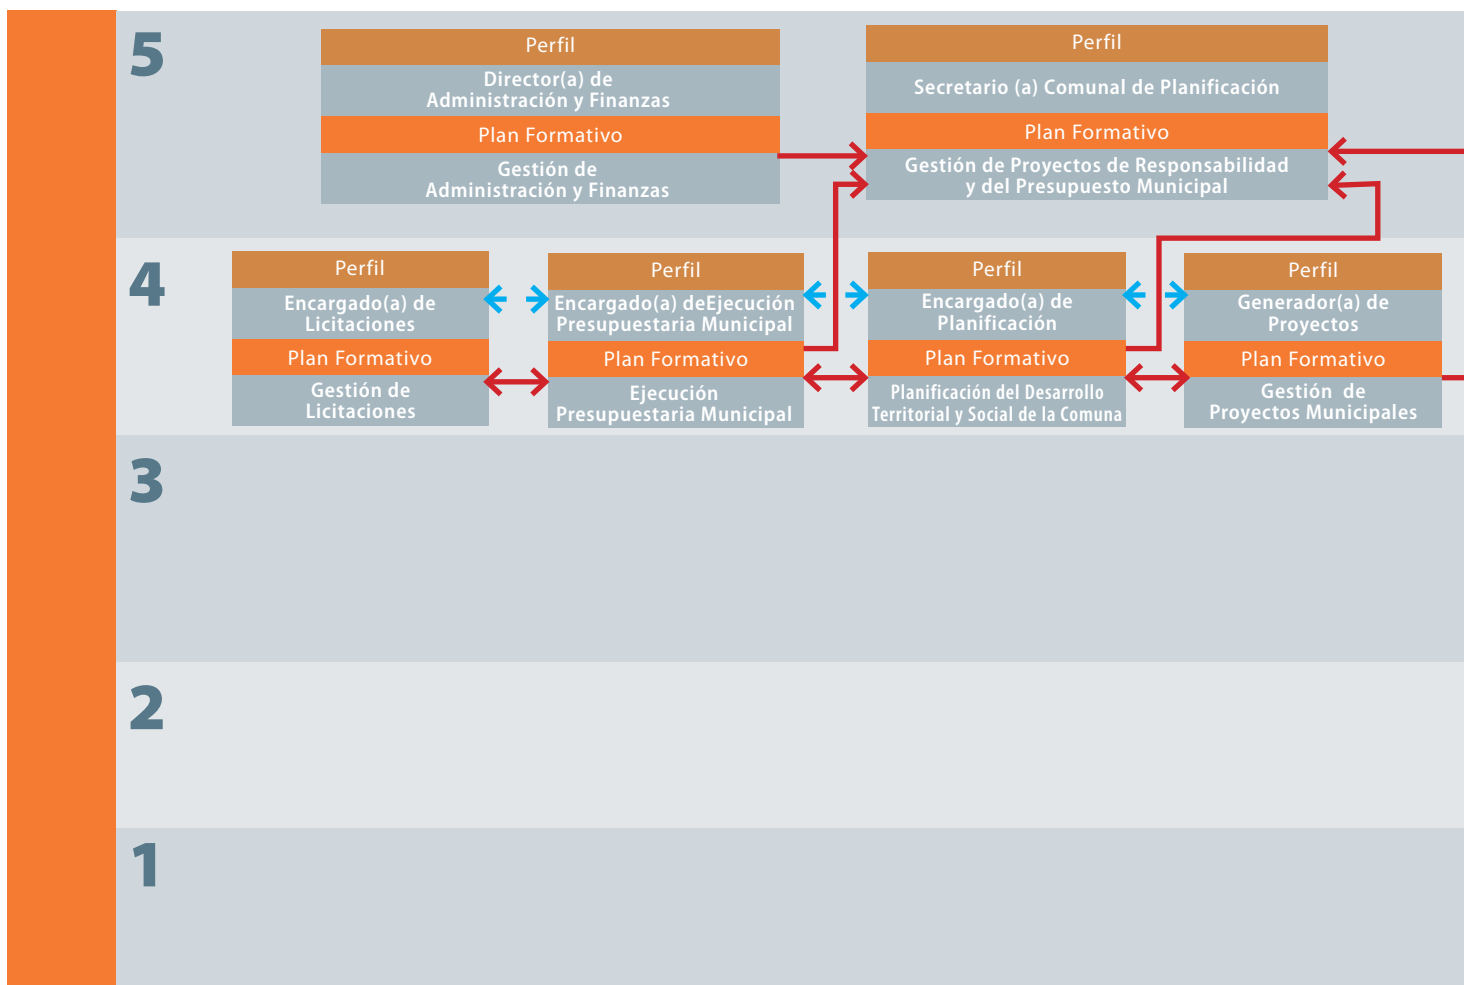 5
Perfil
Director(a) de
Administración y Finanzas
Plan Formativo
Gestión de
Administración y Finanzas
Perfil
Secretario (a) Comunal de Planificación
Plan Formativo
Gestión de Proyectos de Responsabilidad
y del Presupuesto Municipal
4
Perfil
Encargado(a) de
Licitaciones
Plan Formativo
Gestión de
Licitaciones
Perfil
Encargado(a) deEjecución
Presupuestaria Municipal
Plan Formativo
Ejecución
Presupuestaria Municipal
Perfil
Encargado(a) de
Planificación
Plan Formativo
Planificación del Desarrollo
Territorial y Social de la Comuna
Perfil
Generador(a) de
Proyectos
Plan Formativo
Gestión de
Proyectos Municipales
3
2
1